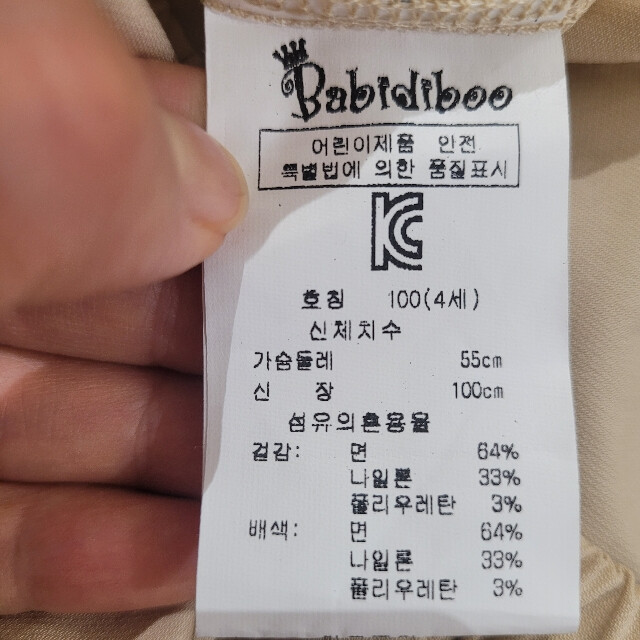 Babidiboo
어린이제품 안전
특별법에 의한 품질표시
KC
호칭 100(4세)
신체치수
가슴둘레 55cm
신 장 100cm
섬유의혼용율
겉감: 면 64%
나일론 33%
폴리우레탄 3%
배색: 면 64%
나일론 33%
폴리우레탄 3%